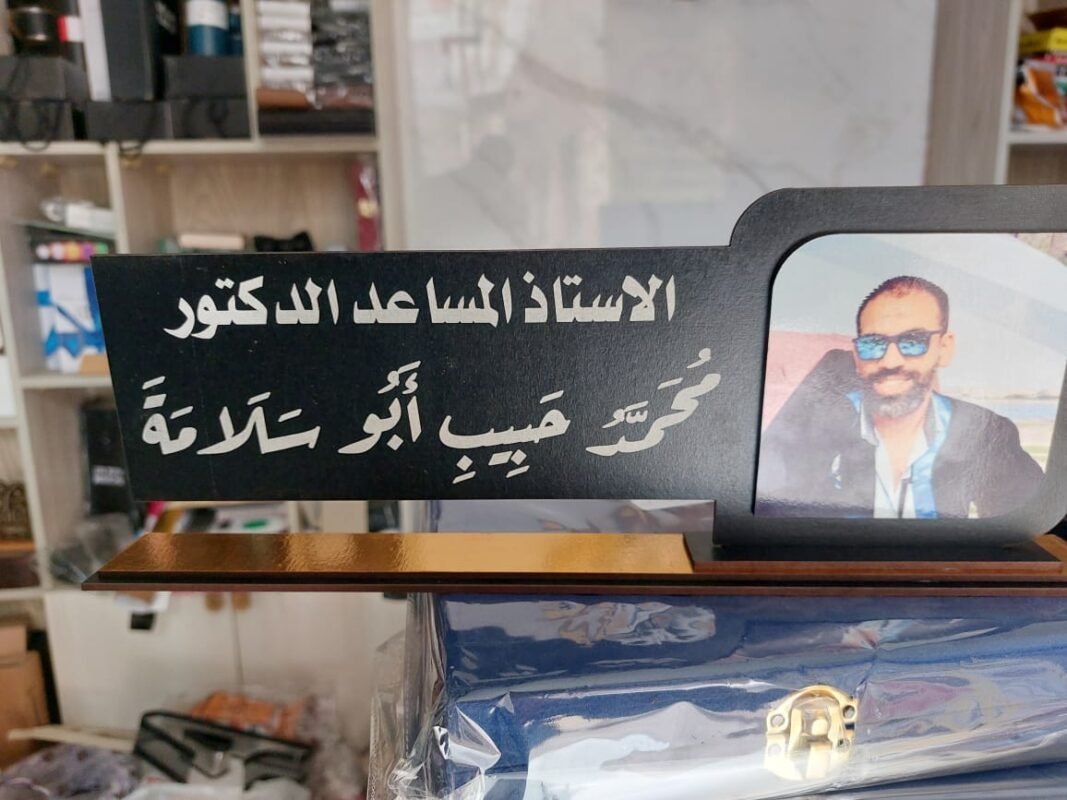 الاستاذ المساعد الدكتور
مُحَمَّدُ حَبِيبِ أَبُو سَلَامَةَ